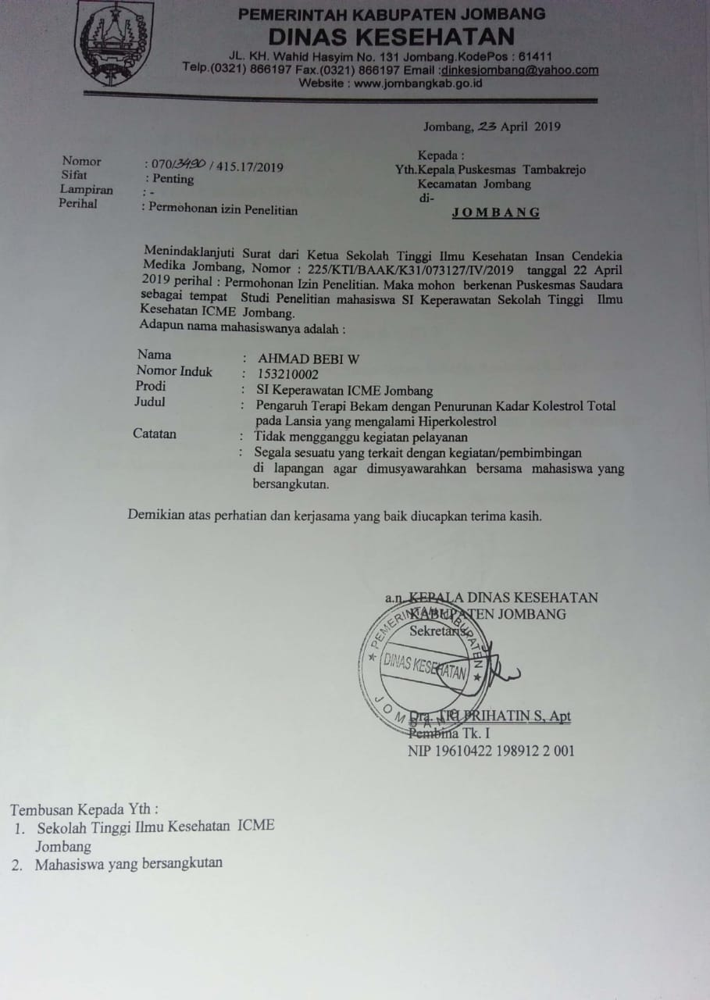 PEMERINTAH KABUPATEN JOMBANG
DINAS KESEHATAN
JL. KH. Wahid Hasyim No. 131 Jombang.KodePos : 61411
Telp.(0321) 866197 Fax.(0321) 866197 Email :dinkesjombang@yahoo.com
Website : www.jombangkab.go.id
Jombang, 23 April 2019
Nomor : 070/3490 / 415.17/2019
Sifat : Penting
Lampiran : -
Perihal : Permohonan izin Penelitian
Kepada :
Yth.Kepala Puskesmas Tambakrejo
Kecamatan Jombang
di-
JOMBANG
Menindaklanjuti Surat dari Ketua Sekolah Tinggi Ilmu Kesehatan Insan Cendekia
Medika Jombang, Nomor : 225/KTI/BAAK/K31/073127/IV/2019 tanggal 22 April
2019 perihal : Permohonan Izin Penelitian. Maka mohon berkenan Puskesmas Saudara
sebagai tempat Studi Penelitian mahasiswa SI Keperawatan Sekolah Tinggi Ilmu
Kesehatan ICME Jombang.
Adapun nama mahasiswanya adalah :
Nama : AHMAD BEBI W
Nomor Induk : 153210002
Prodi : SI Keperawatan ICME Jombang
Judul : Pengaruh Terapi Bekam dengan Penurunan Kadar Kolestrol Total
pada Lansia yang mengalami Hiperkolestrol
Catatan : Tidak mengganggu kegiatan pelayanan
: Segala sesuatu yang terkait dengan kegiatan/pembimbingan
di lapangan agar dimusyawarahkan bersama mahasiswa yang
bersangkutan.
Demikian atas perhatian dan kerjasama yang baik diucapkan terima kasih.
a.n. KEPALA DINAS KESEHATAN
KABUPATEN JOMBANG
Sekretaris
PEMERINTAH KABUPATEN
DINAS KESEHATAN
JOMBANG
Dra. TRI PRIHATIN S, Apt
Pembina Tk. I
NIP 19610422 198912 2 001
Tembusan Kepada Yth :
1. Sekolah Tinggi Ilmu Kesehatan ICME
Jombang
2. Mahasiswa yang bersangkutan